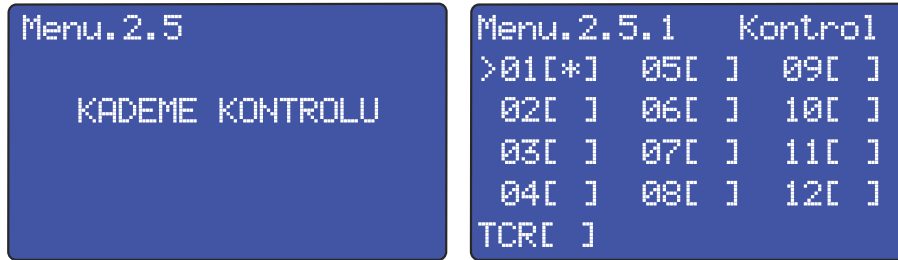 Menu.2.5
KADEME KONTROLU
Menu.2.5.1 Kontrol
>01[*] 05[ ] 09[ ]
02[ ] 06[ ] 10[ ]
03[ ] 07[ ] 11[ ]
04[ ] 08[ ] 12[ ]
TCR[ ]